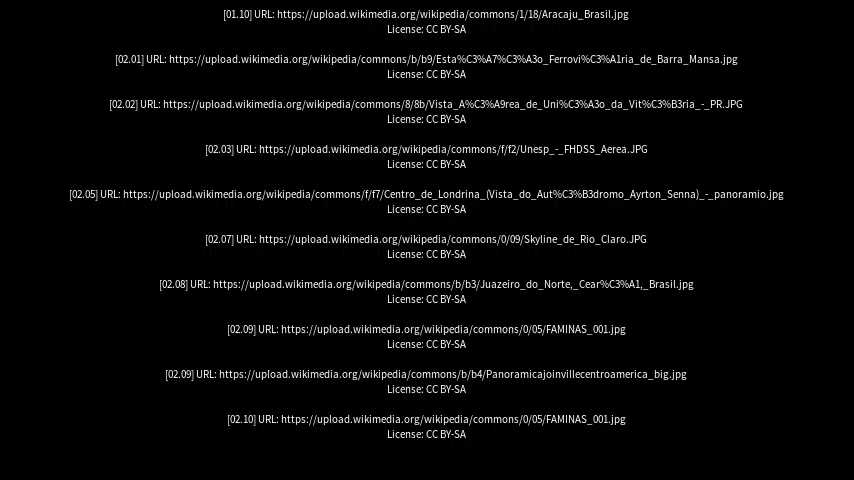 [01.10] URL: https://upload.wikimedia.org/wikipedia/commons/1/18/Aracaju_Brasil.jpg
License: CC BY-SA
[02.01] URL: https://upload.wikimedia.org/wikipedia/commons/b/b9/Esta%C3%A7%C3%A3o_Ferrovi%C3%A1ria_de_Barra_Mansa.jpg
License: CC BY-SA
[02.02] URL: https://upload.wikimedia.org/wikipedia/commons/8/8b/Vista_A%C3%A9rea_de_Uni%C3%A3o_da_Vit%C3%B3ria_-_PR.JPG
License: CC BY-SA
[02.03] URL: https://upload.wikimedia.org/wikipedia/commons/f/f2/Unesp_-_FHDSS_Aerea.JPG
License: CC BY-SA
[02.05] URL: https://upload.wikimedia.org/wikipedia/commons/f/f7/Centro_de_Londrina_(Vista_do_Aut%C3%B3dromo_Ayrton_Senna)_-_panoramio.jpg
License: CC BY-SA
[02.07] URL: https://upload.wikimedia.org/wikipedia/commons/0/09/Skyline_de_Rio_Claro.JPG
License: CC BY-SA
[02.08] URL: https://upload.wikimedia.org/wikipedia/commons/b/b3/Juazeiro_do_Norte,_Cear%C3%A1,_Brasil.jpg
License: CC BY-SA
[02.09] URL: https://upload.wikimedia.org/wikipedia/commons/0/05/FAMINAS_001.jpg
License: CC BY-SA
[02.09] URL: https://upload.wikimedia.org/wikipedia/commons/b/b4/Panoramicajoinvillecentroamerica_big.jpg
License: CC BY-SA
[02.10] URL: https://upload.wikimedia.org/wikipedia/commons/0/05/FAMINAS_001.jpg
License: CC BY-SA